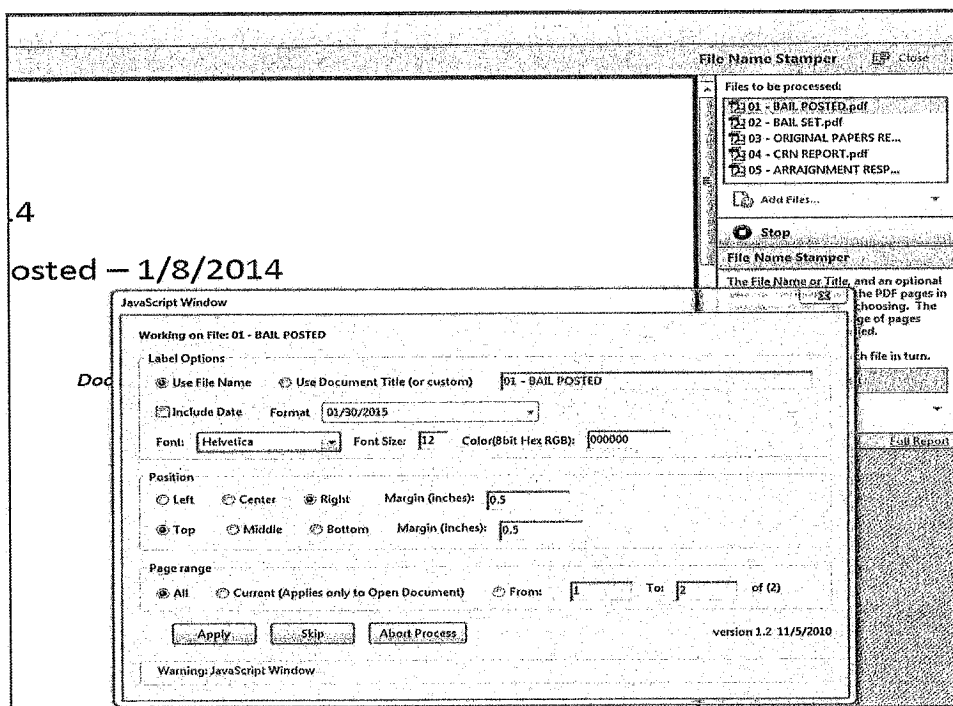 File Name Stamper Close
Files to be processed:
01 - BAIL POSTED.pdf
02 - BAIL SET.pdf
03 - ORIGINAL PAPERS RE...
04 - CRN REPORT.pdf
05 - ARRAIGNMENT RESP...
Add Files...
Stop
File Name Stamper
The File Name or Title, and an optional
the PDF pages in
choosing. The
ge of pages
ied.
h file in turn.
Full Report
.4
osted – 1/8/2014
Doc
JavaScript Window
Working on File: 01 - BAIL POSTED
Label Options
Use File Name Use Document Title (or custom) 01 - BAIL POSTED
Include Date Format 01/30/2015
Font: Helvetica Font Size: 12 Color(8bit Hex RGB): 000000
Position
Left Center Right Margin (inches): 0.5
Top Middle Bottom Margin (inches): 0.5
Page range
All Current (Applies only to Open Document) From: 1 To: 2 of (2)
Apply Skip Abort Process version 1.2 11/5/2010
Warning: JavaScript Window